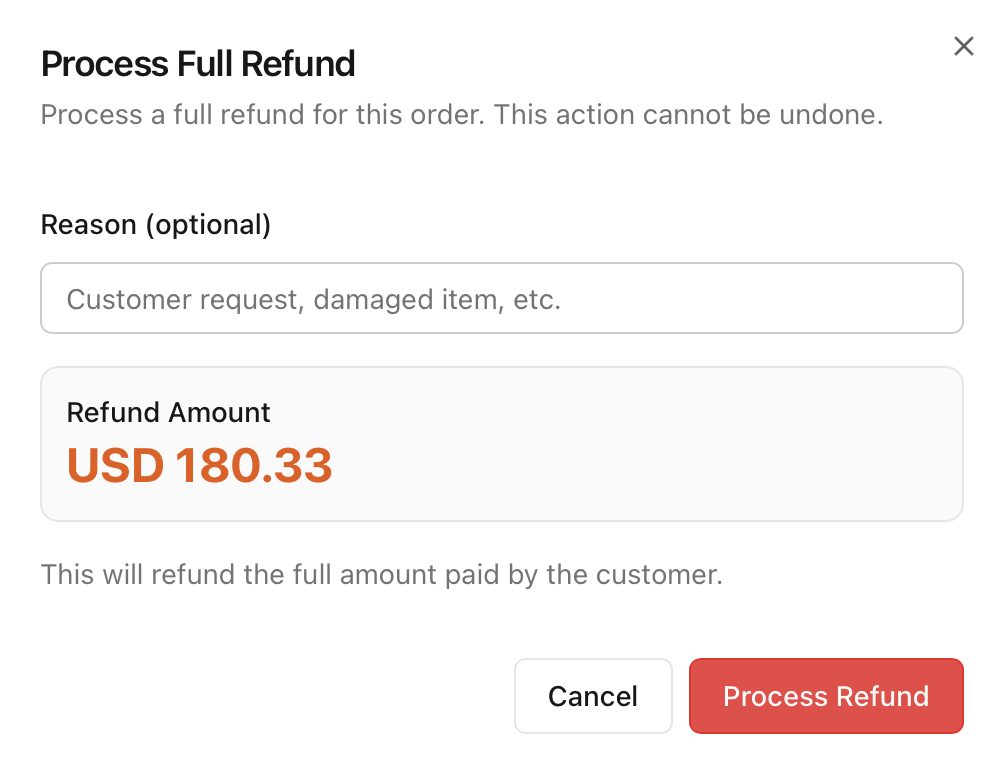 Process Full Refund
Process a full refund for this order. This action cannot be undone.
Reason (optional)
Customer request, damaged item, etc.
Refund Amount
USD 180.33
This will refund the full amount paid by the customer.
Cancel
Process Refund